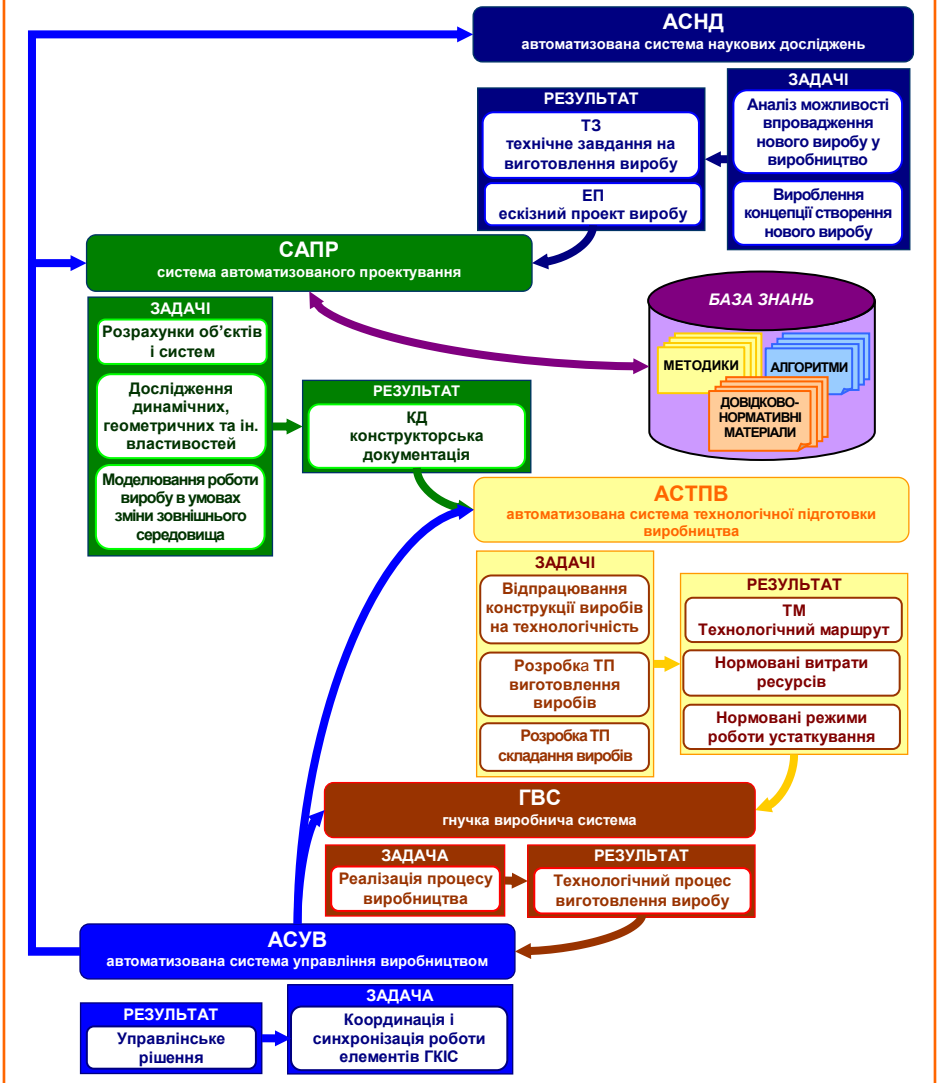 АСНД
автоматизована система наукових досліджень
ЗАДАЧІ
Аналіз можливості
впровадження
нового виробу у
виробництво
Вироблення
концепції створення
нового виробу
РЕЗУЛЬТАТ
ТЗ
технічне завдання на
виготовлення виробу
ЕП
ескізний проект виробу
САПР
система автоматизованого проектування
ЗАДАЧІ
Розрахунки об’єктів
і систем
Дослідження
динамічних,
геометричних та ін.
властивостей
Моделювання роботи
виробу в умовах
зміни зовнішнього
середовища
РЕЗУЛЬТАТ
КД
конструкторська
документація
БАЗА ЗНАНЬ
МЕТОДИКИ
АЛГОРИТМИ
ДОВІДКОВО-
НОРМАТИВНІ
МАТЕРІАЛИ
АСТПВ
автоматизована система технологічної підготовки
виробництва
ЗАДАЧІ
Відпрацювання
конструкції виробів
на технологічність
Розробка ТП
виготовлення
виробів
Розробка ТП
складання виробів
РЕЗУЛЬТАТ
ТМ
Технологічний маршрут
Нормовані витрати
ресурсів
Нормовані режими
роботи устаткування
ГВС
гнучка виробнича система
ЗАДАЧА
Реалізація процесу
виробництва
РЕЗУЛЬТАТ
Технологічний процес
виготовлення виробу
АСУВ
автоматизована система управління виробництвом
РЕЗУЛЬТАТ
Управлінське
рішення
ЗАДАЧА
Координація і
синхронізація роботи
елементів ГКІС